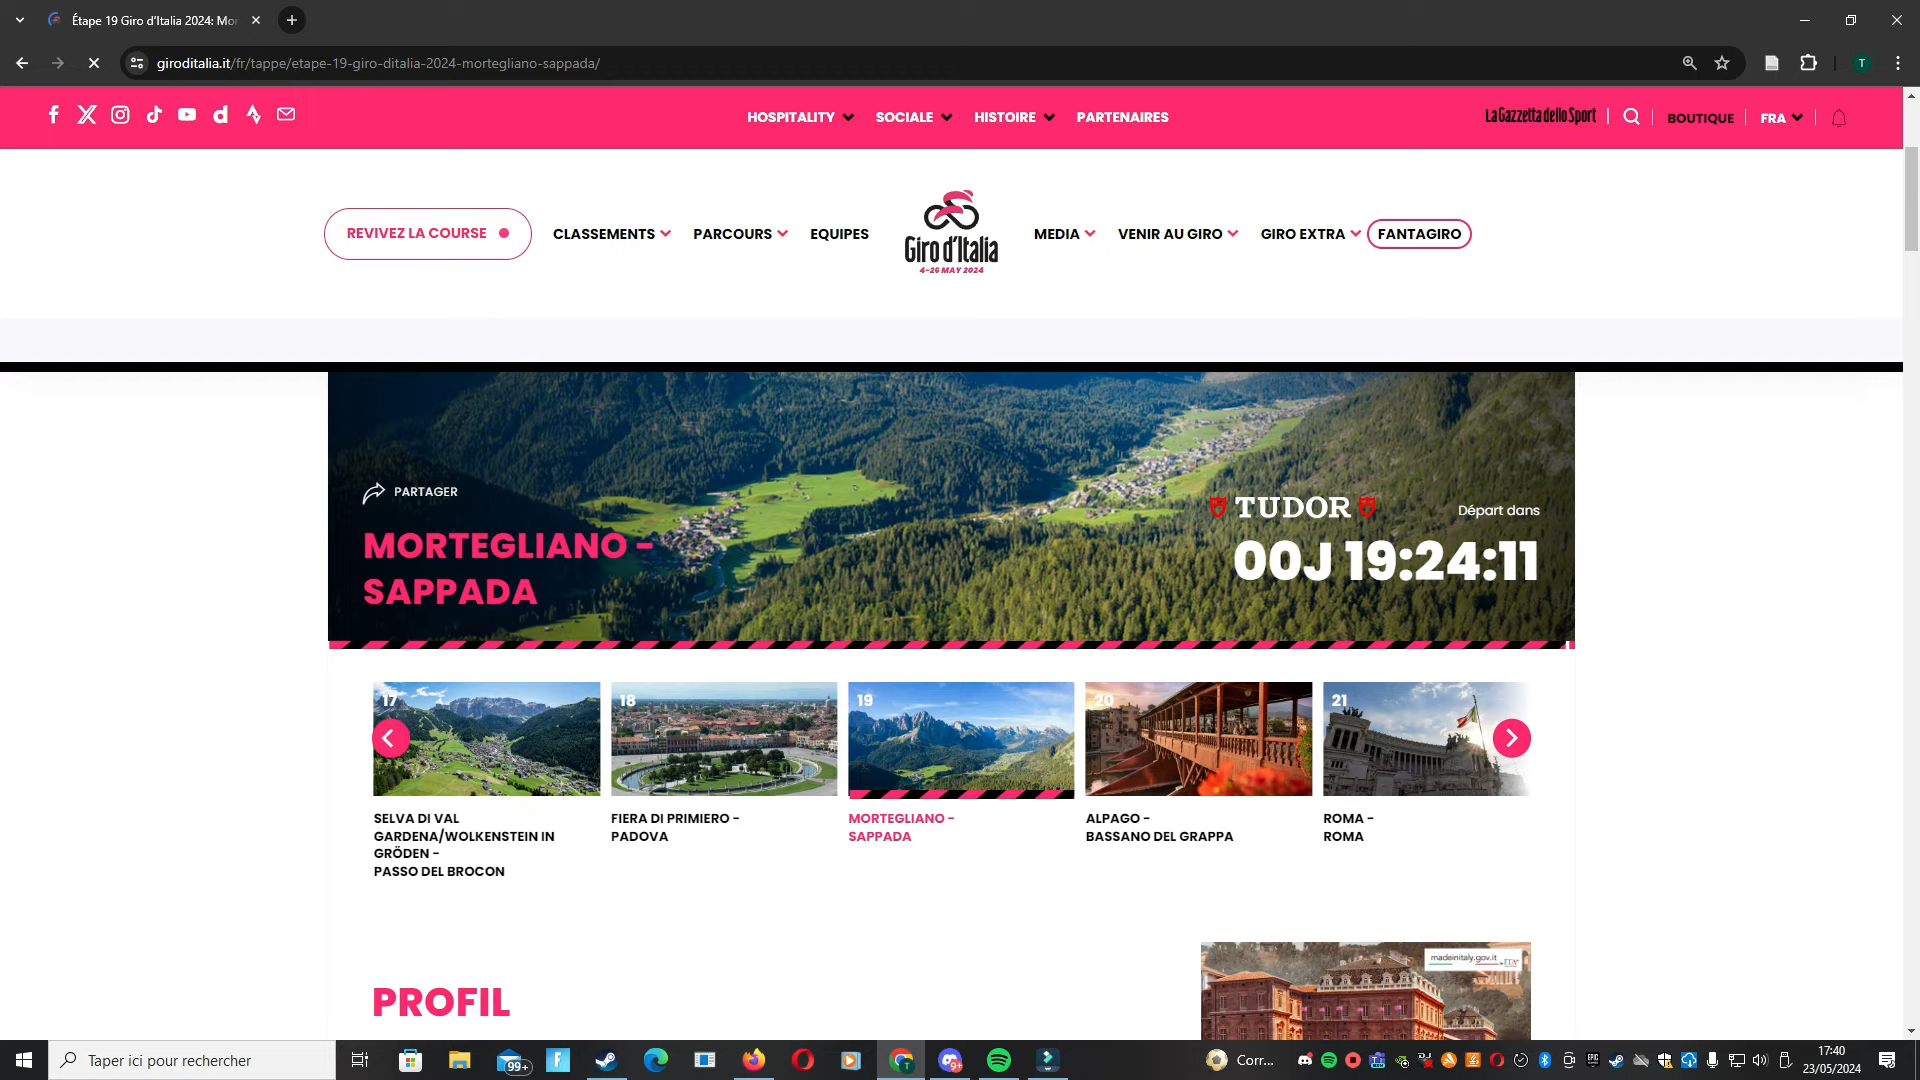 Étape 19 Giro d'Italia 2024: Mor
giroditalia.it/fr/tappe/etape-19-giro-ditalia-2024-mortegliano-sappada/
T
HOSPITALITY SOCIALE HISTOIRE PARTENAIRES
La Gazzetta dello Sport BOUTIQUE FRA
REVIVEZ LA COURSE CLASSEMENTS PARCOURS EQUIPES
Giro d'Italia
4-26 MAY 2024
MEDIA VENIR AU GIRO GIRO EXTRA FANTAGIRO
PARTAGER
MORTEGLIANO -
SAPPADA
TUDOR
Départ dans
00J 19:24:11
17
SELVA DI VAL
GARDENA/WOLKENSTEIN IN
GRÖDEN -
PASSO DEL BROCON
18
FIERA DI PRIMIERO -
PADOVA
19
MORTEGLIANO -
SAPPADA
20
ALPAGO -
BASSANO DEL GRAPPA
21
ROMA -
ROMA
PROFIL
madeinitaly.gov.it
Taper ici pour rechercher
99+
T
9+
Corr...
17:40
23/05/2024